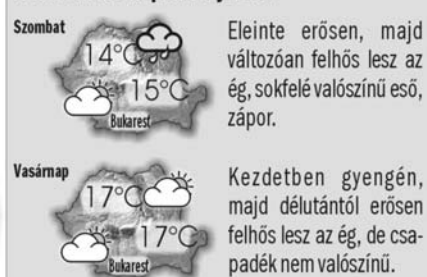 Szombat
14°C
15°C
Bukarest
Eleinte erősen, majd
változóan felhős lesz az
ég, sokfelé valószínű eső,
zápor.
Vasárnap
17°C
17°C
Bukarest
Kezdetben gyengén,
majd délutántól erősen
felhős lesz az ég, de csa-
padék nem valószínű.